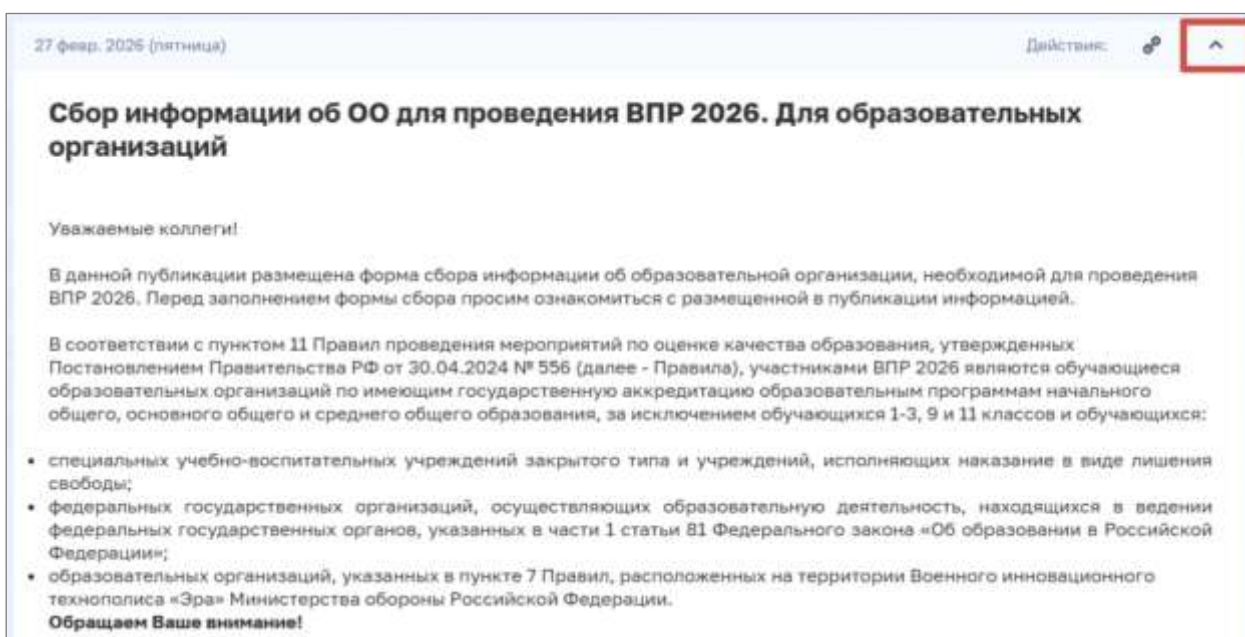 27 февр. 2026 (пятница)
Действия:
Сбор информации об ОО для проведения ВПР 2026. Для образовательных
организаций
Уважаемые коллеги!
В данной публикации размещена форма сбора информации об образовательной организации, необходимой для проведения
ВПР 2026. Перед заполнением формы сбора просим ознакомиться с размещенной в публикации информацией.
В соответствии с пунктом 11 Правил проведения мероприятий по оценке качества образования, утвержденных
Постановлением Правительства РФ от 30.04.2024 № 556 (далее - Правила), участниками ВПР 2026 являются обучающиеся
образовательных организаций по имеющим государственную аккредитацию образовательным программам начального
общего, основного общего и среднего общего образования, за исключением обучающихся 1-3, 9 и 11 классов и обучающихся:
• специальных учебно-воспитательных учреждений закрытого типа и учреждений, исполняющих наказание в виде лишения
свободы;
• федеральных государственных организаций, осуществляющих образовательную деятельность, находящихся в ведении
федеральных государственных органов, указанных в части 1 статьи 81 Федерального закона «Об образовании в Российской
Федерации»;
• образовательных организаций, указанных в пункте 7 Правил, расположенных на территории Военного инновационного
технополиса «Эра» Министерства обороны Российской Федерации.
Обращаем Ваше внимание!